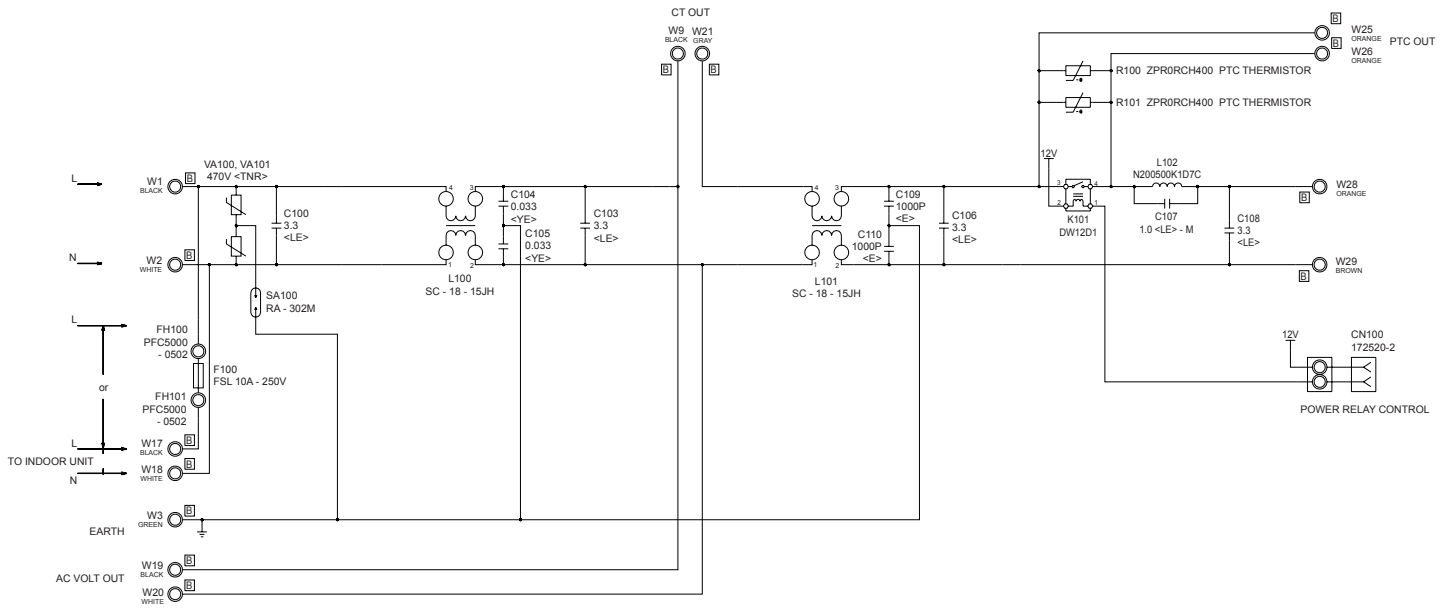 CT OUT
W9 W21
BLACK GRAY
B B
B
W25
ORANGE
PTC OUT
B
W26
ORANGE
R100 ZPR0RCH400 PTC THERMISTOR
R101 ZPR0RCH400 PTC THERMISTOR
VA100, VA101
470V <TNR>
L
W1
BLACK
B
N
W2
WHITE
B
C100
3.3
<LE>
4 3
1 2
L100
SC - 18 - 15JH
C104
0.033
<YE>
C105
0.033
<YE>
C103
3.3
<LE>
4 3
1 2
L101
SC - 18 - 15JH
C109
1000P
<E>
C110
1000P
<E>
C106
3.3
<LE>
12V
3 4
2 1
K101
DW12D1
L102
N200500K1D7C
C107
1.0 <LE> - M
C108
3.3
<LE>
W28
ORANGE
B
W29
BROWN
B
SA100
RA - 302M
L
or
FH100
PFC5000
- 0502
F100
FSL 10A - 250V
FH101
PFC5000
- 0502
L
W17
BLACK
B
TO INDOOR UNIT
N
W18
WHITE
B
12V
CN100
172520-2
POWER RELAY CONTROL
EARTH
W3
GREEN
B
AC VOLT OUT
W19
BLACK
B
W20
WHITE
B